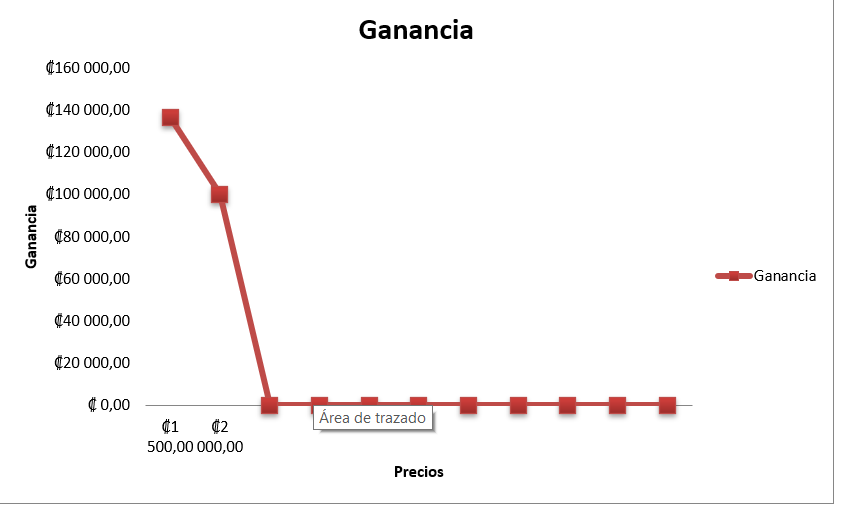 Ganancia
₡160 000,00
₡140 000,00
₡120 000,00
₡100 000,00
₡80 000,00
₡60 000,00
₡40 000,00
₡20 000,00
₡ 0,00
Ganancia
Ganancia
Área de trazado
₡1
500,00
₡2
000,00
Precios